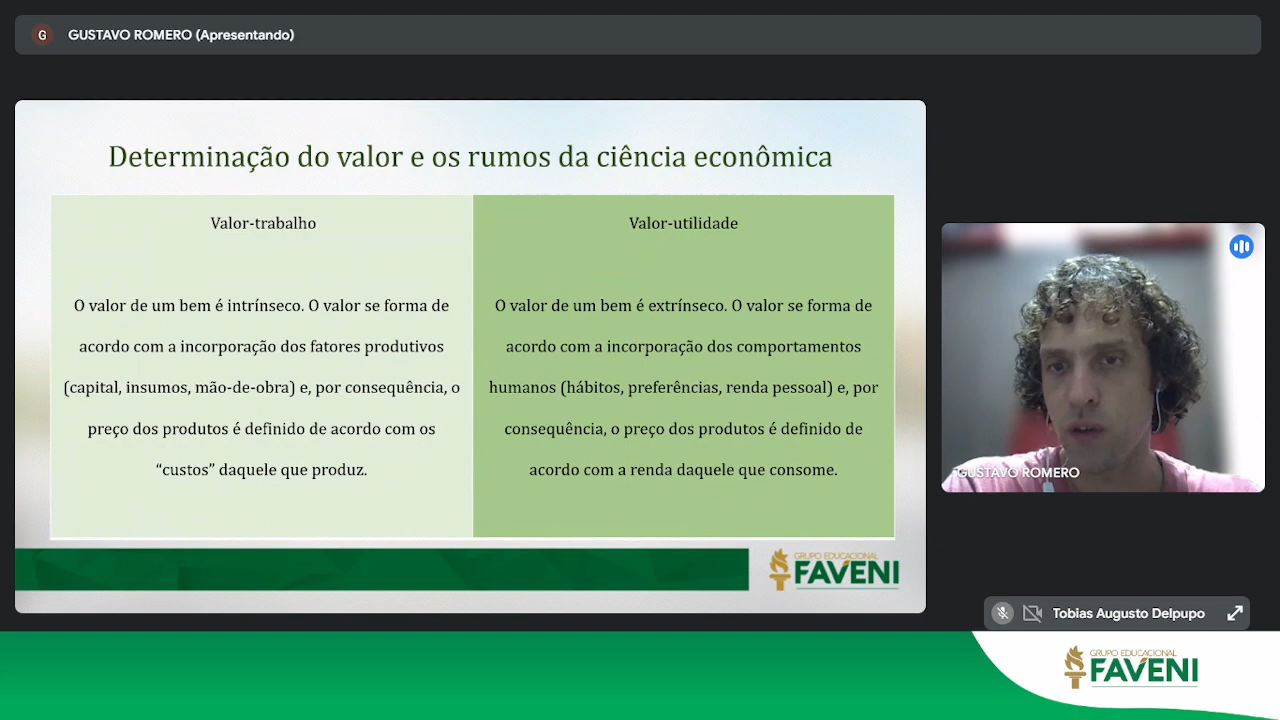 G GUSTAVO ROMERO (Apresentando)
Determinação do valor e os rumos da ciência econômica
Valor-trabalho
O valor de um bem é intrínseco. O valor se forma de
acordo com a incorporação dos fatores produtivos
(capital, insumos, mão-de-obra) e, por consequência, o
preço dos produtos é definido de acordo com os
“custos” daquele que produz.
Valor-utilidade
O valor de um bem é extrínseco. O valor se forma de
acordo com a incorporação dos comportamentos
humanos (hábitos, preferências, renda pessoal) e, por
consequência, o preço dos produtos é definido de
acordo com a renda daquele que consome.
GRUPO EDUCACIONAL
FAVENI
GUSTAVO ROMERO
Tobias Augusto Delpupo
GRUPO EDUCACIONAL
FAVENI